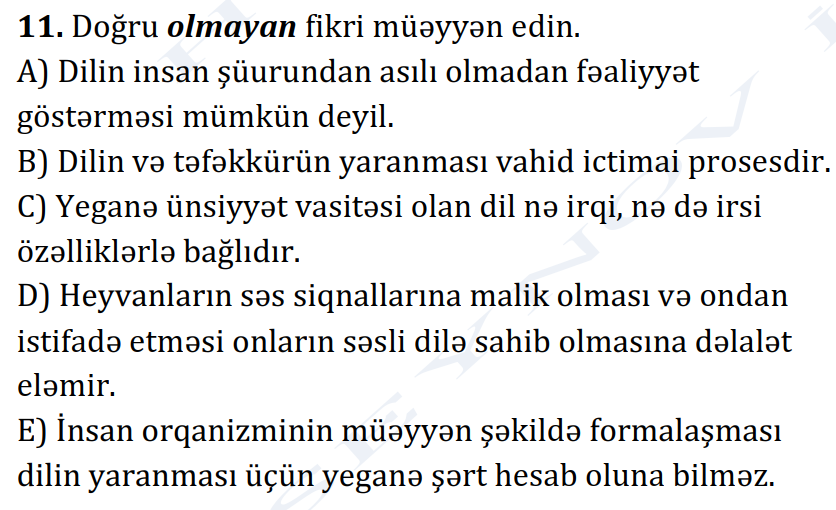 11. Doğru olmayan fikri müəyyən edin.
A) Dilin insan şüurundan asılı olmadan fəaliyyət
göstərməsi mümkün deyil.
B) Dilin və təfəkkürün yaranması vahid ictimai prosesdir.
C) Yeganə ünsiyyət vasitəsi olan dil nə irqi, nə də irsi
özəlliklərlə bağlıdır.
D) Heyvanların səs siqnallarına malik olması və ondan
istifadə etməsi onların səsli dilə sahib olmasına dəlalət
eləmir.
E) İnsan orqanizminin müəyyən şəkildə formalaşması
dilin yaranması üçün yeganə şərt hesab oluna bilməz.